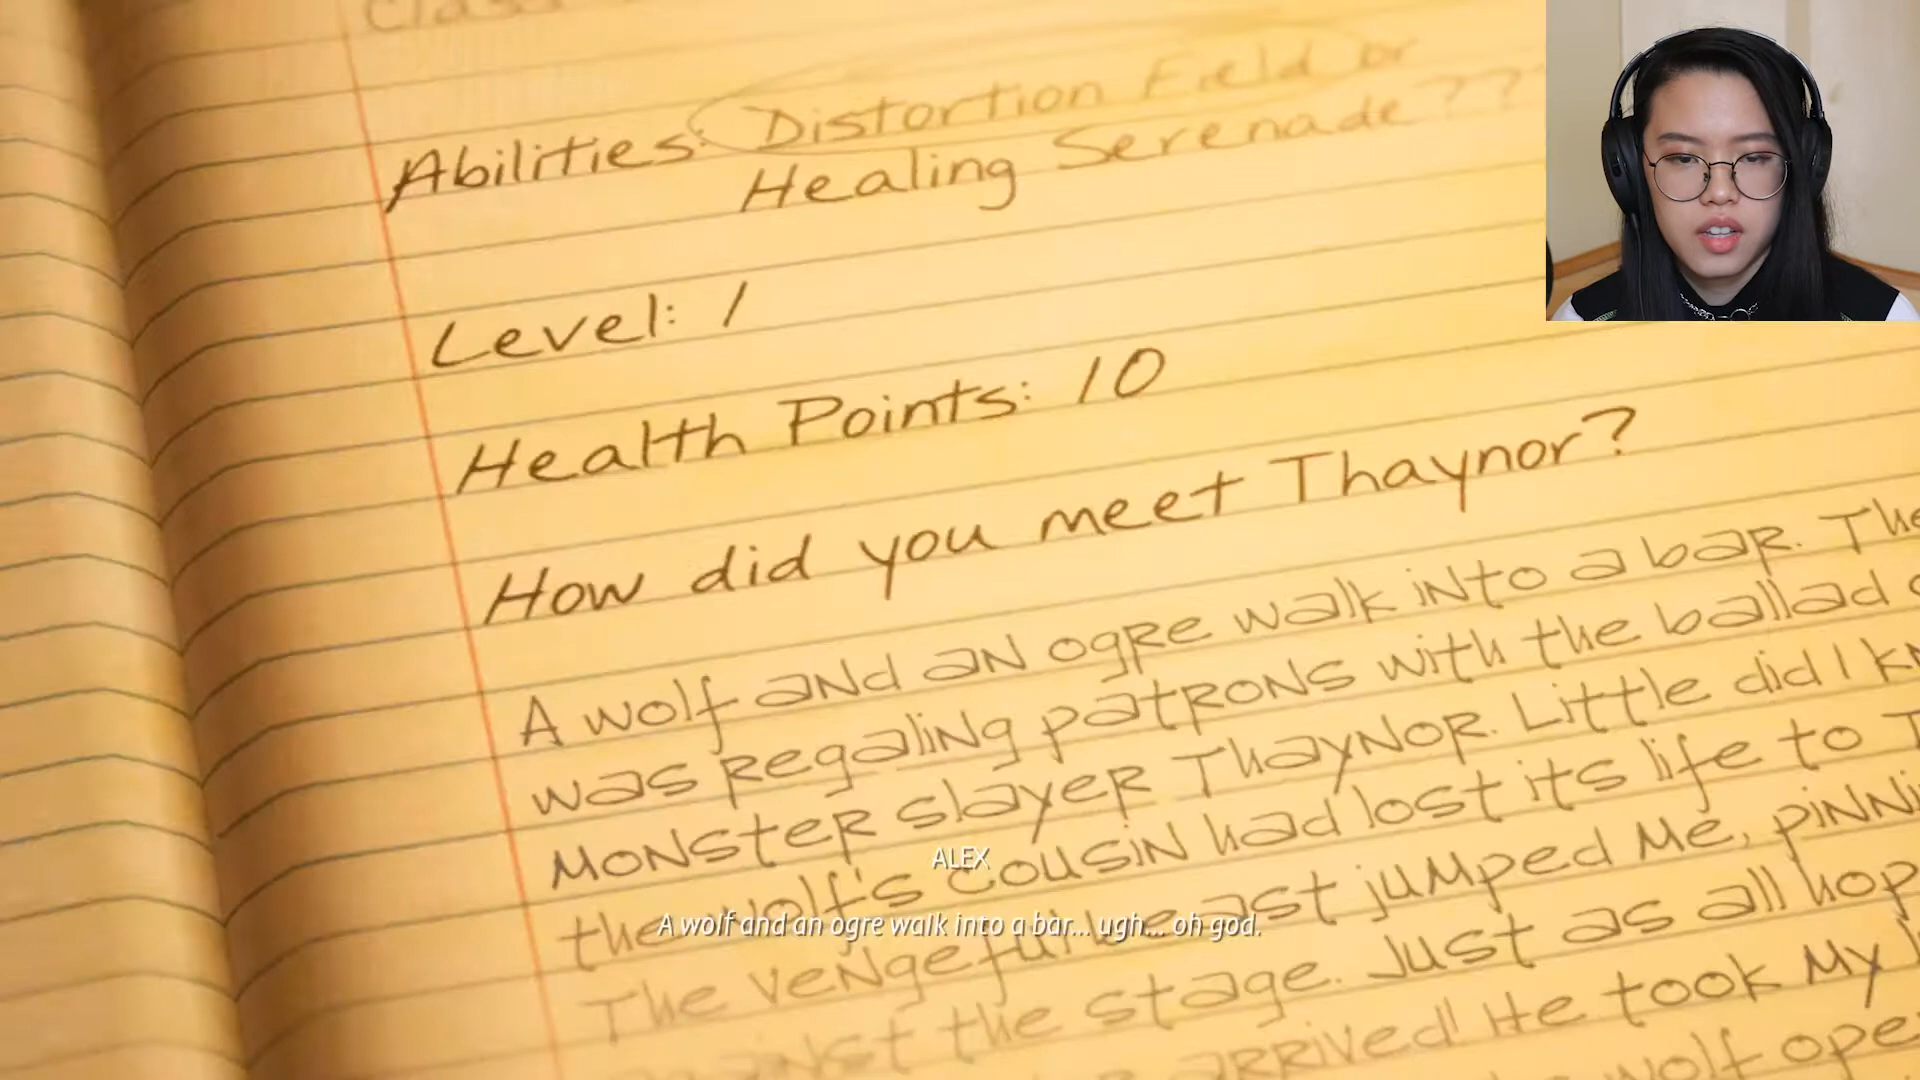 Class
Abilities: Distortion Field or
Healing Serenade??
Level: 1
Health Points: 10
How did you meet Thaynor?
A wolf and an ogre walk into a bar. The
was regaling patrons with the ballad
monster slayer Thaynor. Little did I
the wolf's cousin had lost its life to
The vengeful beast jumped me,
against the stage. Just as all
arrived! He took my
wolf
ALEX
A wolf and an ogre walk into a bar... ugh... oh god.